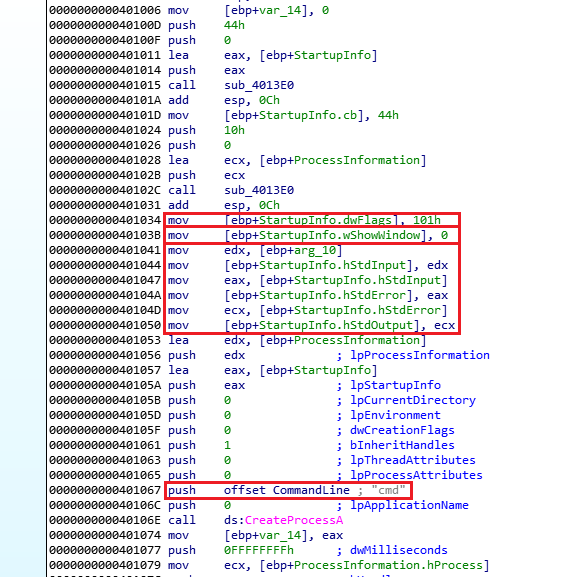 0000000000401006 mov [ebp+var_14], 0
000000000040100D push 44h
000000000040100F push 0
0000000000401011 lea eax, [ebp+StartupInfo]
0000000000401014 push eax
0000000000401015 call sub_4013E0
000000000040101A add esp, 0Ch
000000000040101D mov [ebp+StartupInfo.cb], 44h
0000000000401024 push 10h
0000000000401026 push 0
0000000000401028 lea ecx, [ebp+ProcessInformation]
000000000040102B push ecx
000000000040102C call sub_4013E0
0000000000401031 add esp, 0Ch
0000000000401034 mov [ebp+StartupInfo.dwFlags], 101h
000000000040103B mov [ebp+StartupInfo.wShowWindow], 0
0000000000401041 mov edx, [ebp+arg_10]
0000000000401044 mov [ebp+StartupInfo.hStdInput], edx
0000000000401047 mov eax, [ebp+StartupInfo.hStdInput]
000000000040104A mov [ebp+StartupInfo.hStdError], eax
000000000040104D mov ecx, [ebp+StartupInfo.hStdError]
0000000000401050 mov [ebp+StartupInfo.hStdOutput], ecx
0000000000401053 lea edx, [ebp+ProcessInformation]
0000000000401056 push edx ; lpProcessInformation
0000000000401057 lea eax, [ebp+StartupInfo]
000000000040105A push eax ; lpStartupInfo
000000000040105B push 0 ; lpCurrentDirectory
000000000040105D push 0 ; lpEnvironment
000000000040105F push 0 ; dwCreationFlags
0000000000401061 push 1 ; bInheritHandles
0000000000401063 push 0 ; lpThreadAttributes
0000000000401065 push 0 ; lpProcessAttributes
0000000000401067 push offset CommandLine ; "cmd"
000000000040106C push 0 ; lpApplicationName
000000000040106E call ds:CreateProcessA
0000000000401074 mov [ebp+var_14], eax
0000000000401077 push 0FFFFFFFFh ; dwMilliseconds
0000000000401079 mov ecx, [ebp+ProcessInformation.hProcess]